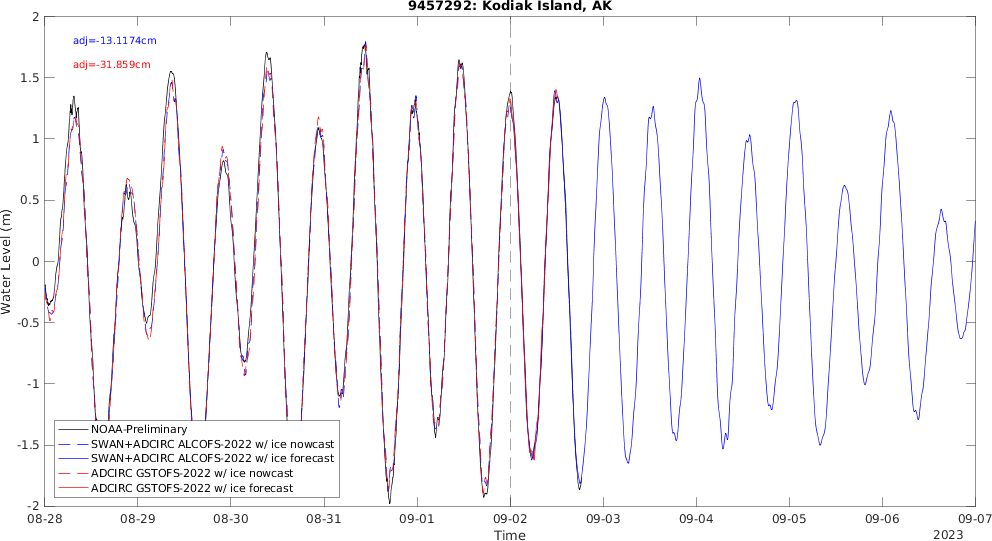 9457292: Kodiak Island, AK
adj=-13.1174cm
adj=-31.859cm
2
1.5
1
0.5
0
-0.5
-1
-1.5
-2
Water Level (m)
NOAA-Preliminary
SWAN+ADCIRC ALCOFS-2022 w/ ice nowcast
SWAN+ADCIRC ALCOFS-2022 w/ ice forecast
ADCIRC GSTOFS-2022 w/ ice nowcast
ADCIRC GSTOFS-2022 w/ ice forecast
08-28 08-29 08-30 08-31 09-01 09-02 09-03 09-04 09-05 09-06 09-07
Time
2023